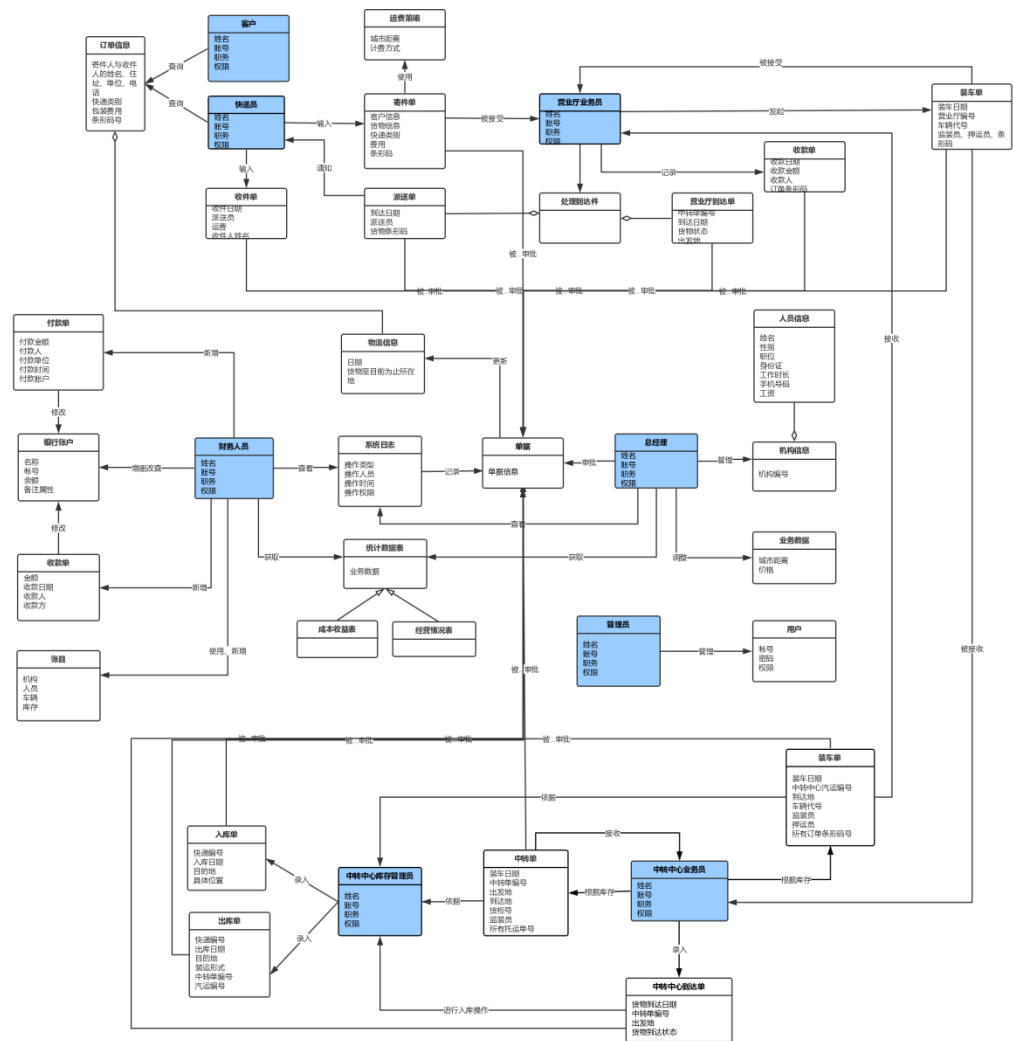 客户
姓名
账号
职务
权限
运费策略
城市距离
计费方式
订单信息
寄件人与收件
人的姓名、住
址、单位、电
话
快递类别
包装费用
条形码号
查询
查询
使用
快递员
姓名
账号
职务
权限
输入
寄件单
客户信息
货物信息
快递类别
费用
条形码
被接受
营业厅业务员
姓名
账号
职务
权限
被接受
发起
装车单
装车日期
营业厅编号
车辆代号
监装员、押运员、条
形码
输入
通知
记录
收款单
收款日期
收款金额
收款人
订单条形码
收件单
收件日期
派送员
运费
收件人姓名
派送单
到达日期
派送员
货物条形码
处理到达件
营业厅到达单
中转单编号
到达日期
货物状态
出发地
被...审批
被...审批
被...审批
被...审批
被...审批
被...审批
付款单
付款金额
付款人
付款单位
付款时间
付款账户
新增
物流信息
日期
货物至目前为止所在
地
更新
人员信息
姓名
性别
职位
身份证
工作时长
手机号码
工资
接收
修改
银行账户
名称
帐号
余额
备注属性
增删改查
财务人员
姓名
账号
职务
权限
查看
系统日志
操作类型
操作人员
操作时间
操作权限
记录
单据
单据信息
审批
总经理
姓名
账号
职务
权限
管理
机构信息
机构编号
修改
查看
收款单
金额
收款日期
收款人
收款方
新增
获取
统计数据表
业务数据
获取
调整
业务数据
城市距离
价格
成本收益表
经营情况表
管理员
姓名
账号
职务
权限
管理
用户
帐号
密码
权限
账目
机构
人员
车辆
库存
使用、新增
被...审批
被接收
被...审批
被...审批
被...审批
被...审批
装车单
装车日期
中转中心汽运编号
到达地
车辆代号
监装员
押运员
所有订单条形码号
依据
入库单
快递编号
入库日期
目的地
具体位置
录入
中转中心库存管理员
姓名
账号
职务
权限
依据
中转单
装车日期
中转单编号
出发地
到达地
货柜号
监装员
所有托运单号
接收
根据库存
中转中心业务员
姓名
账号
职务
权限
根据库存
出库单
快递编号
出库日期
目的地
装运形式
中转单编号
汽运编号
录入
录入
进行入库操作
中转中心到达单
货物到达日期
中转单编号
出发地
货物到达状态